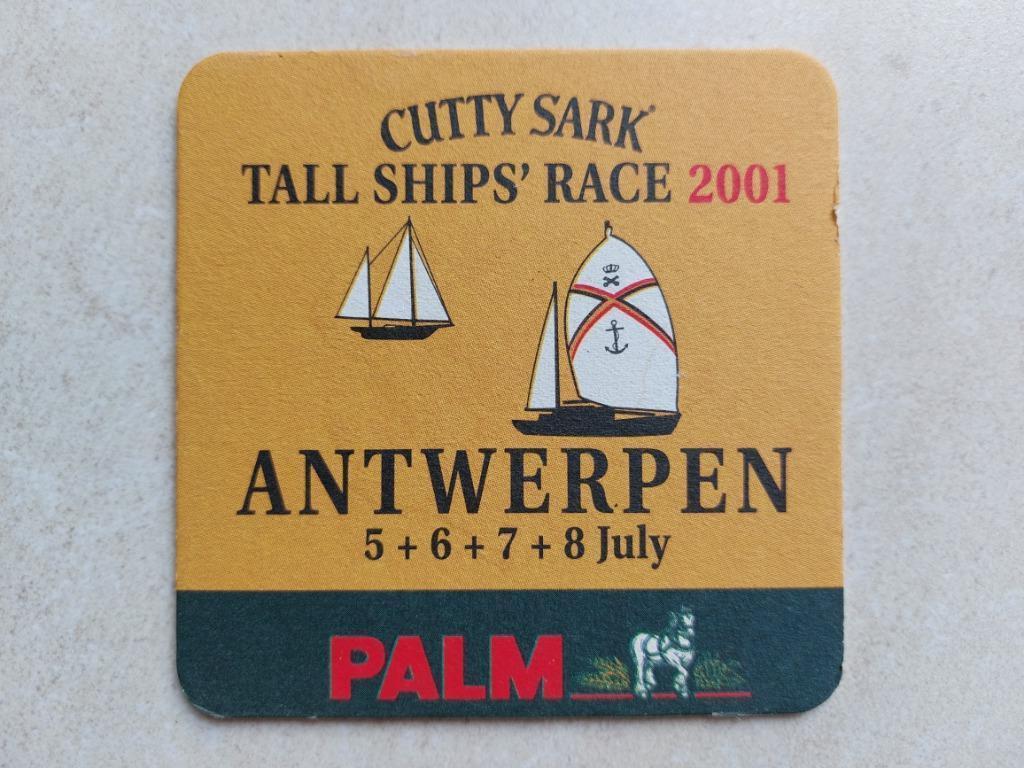 CUTTY SARK
TALL SHIPS' RACE 2001
ANTWERPEN
5 + 6 + 7 + 8 July
PALM